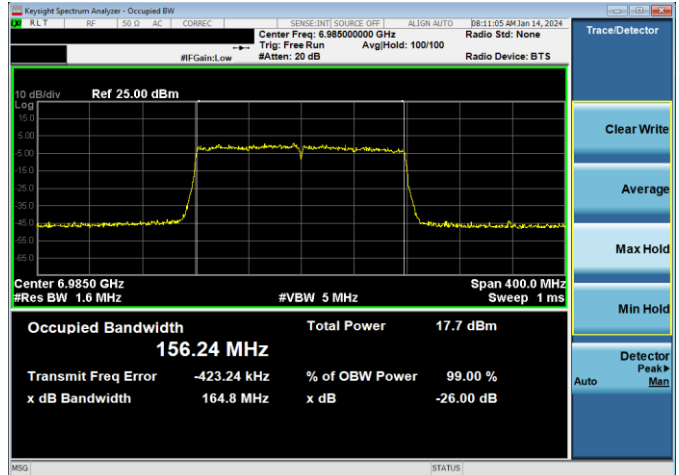 Keysight Spectrum Analyzer - Occupied BW
RLT RF 50 Ω AC CORREC SENSE:INT SOURCE OFF ALIGN AUTO 08:11:05 AM Jan 14, 2024
Center Freq: 6.985000000 GHz Radio Std: None
Trig: Free Run Avg|Hold: 100/100
#IFGain:Low #Atten: 20 dB Radio Device: BTS
Trace/Detector
10 dB/div Ref 25.00 dBm
Log
15.0
5.00
-5.00
-15.0
-25.0
-35.0
-45.0
-55.0
-65.0
Clear Write
Average
Max Hold
Min Hold
Center 6.9850 GHz Span 400.0 MHz
#Res BW 1.6 MHz #VBW 5 MHz Sweep 1 ms
Occupied Bandwidth Total Power 17.7 dBm
156.24 MHz
Transmit Freq Error -423.24 kHz % of OBW Power 99.00 %
x dB Bandwidth 164.8 MHz x dB -26.00 dB
Detector
Peak▶
Auto Man
MSG STATUS